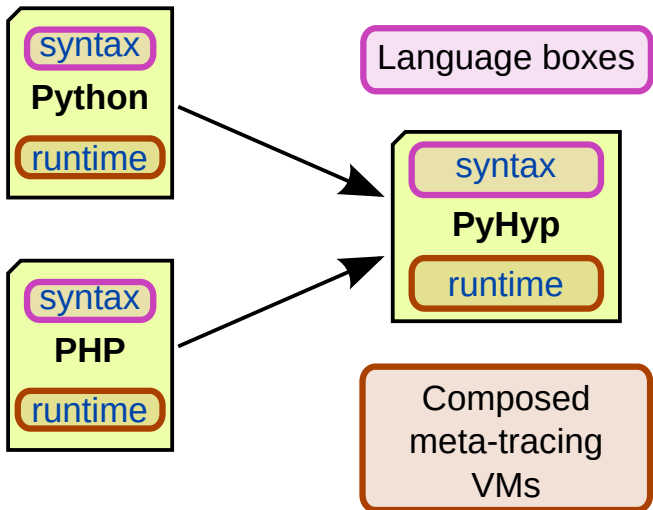 syntax
Python
runtime
syntax
PHP
runtime
Language boxes
syntax
PyHyp
runtime
Composed
meta-tracing
VMs